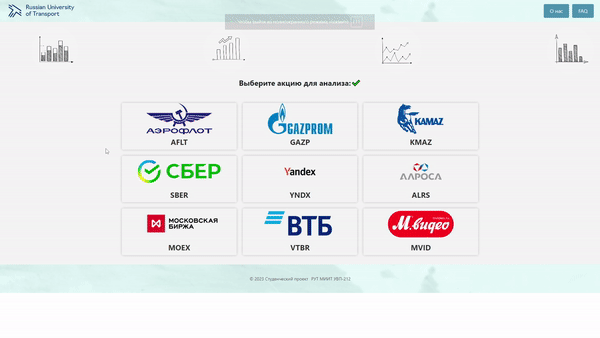 Russian University
of Transport
О нас
FAQ
Выберите акцию для анализа:
АЭРОФЛОТ
AFLT
GAZPROM
GAZP
KAMAZ
KMAZ
СБЕР
SBER
Yandex
YNDX
АЛРОСА
ALRS
МОСКОВСКАЯ
БИРЖА
MOEX
ВТБ
VTBR
М.видео
MVID
© 2023 Студенческий проект РУТ МИИТ УВП-212